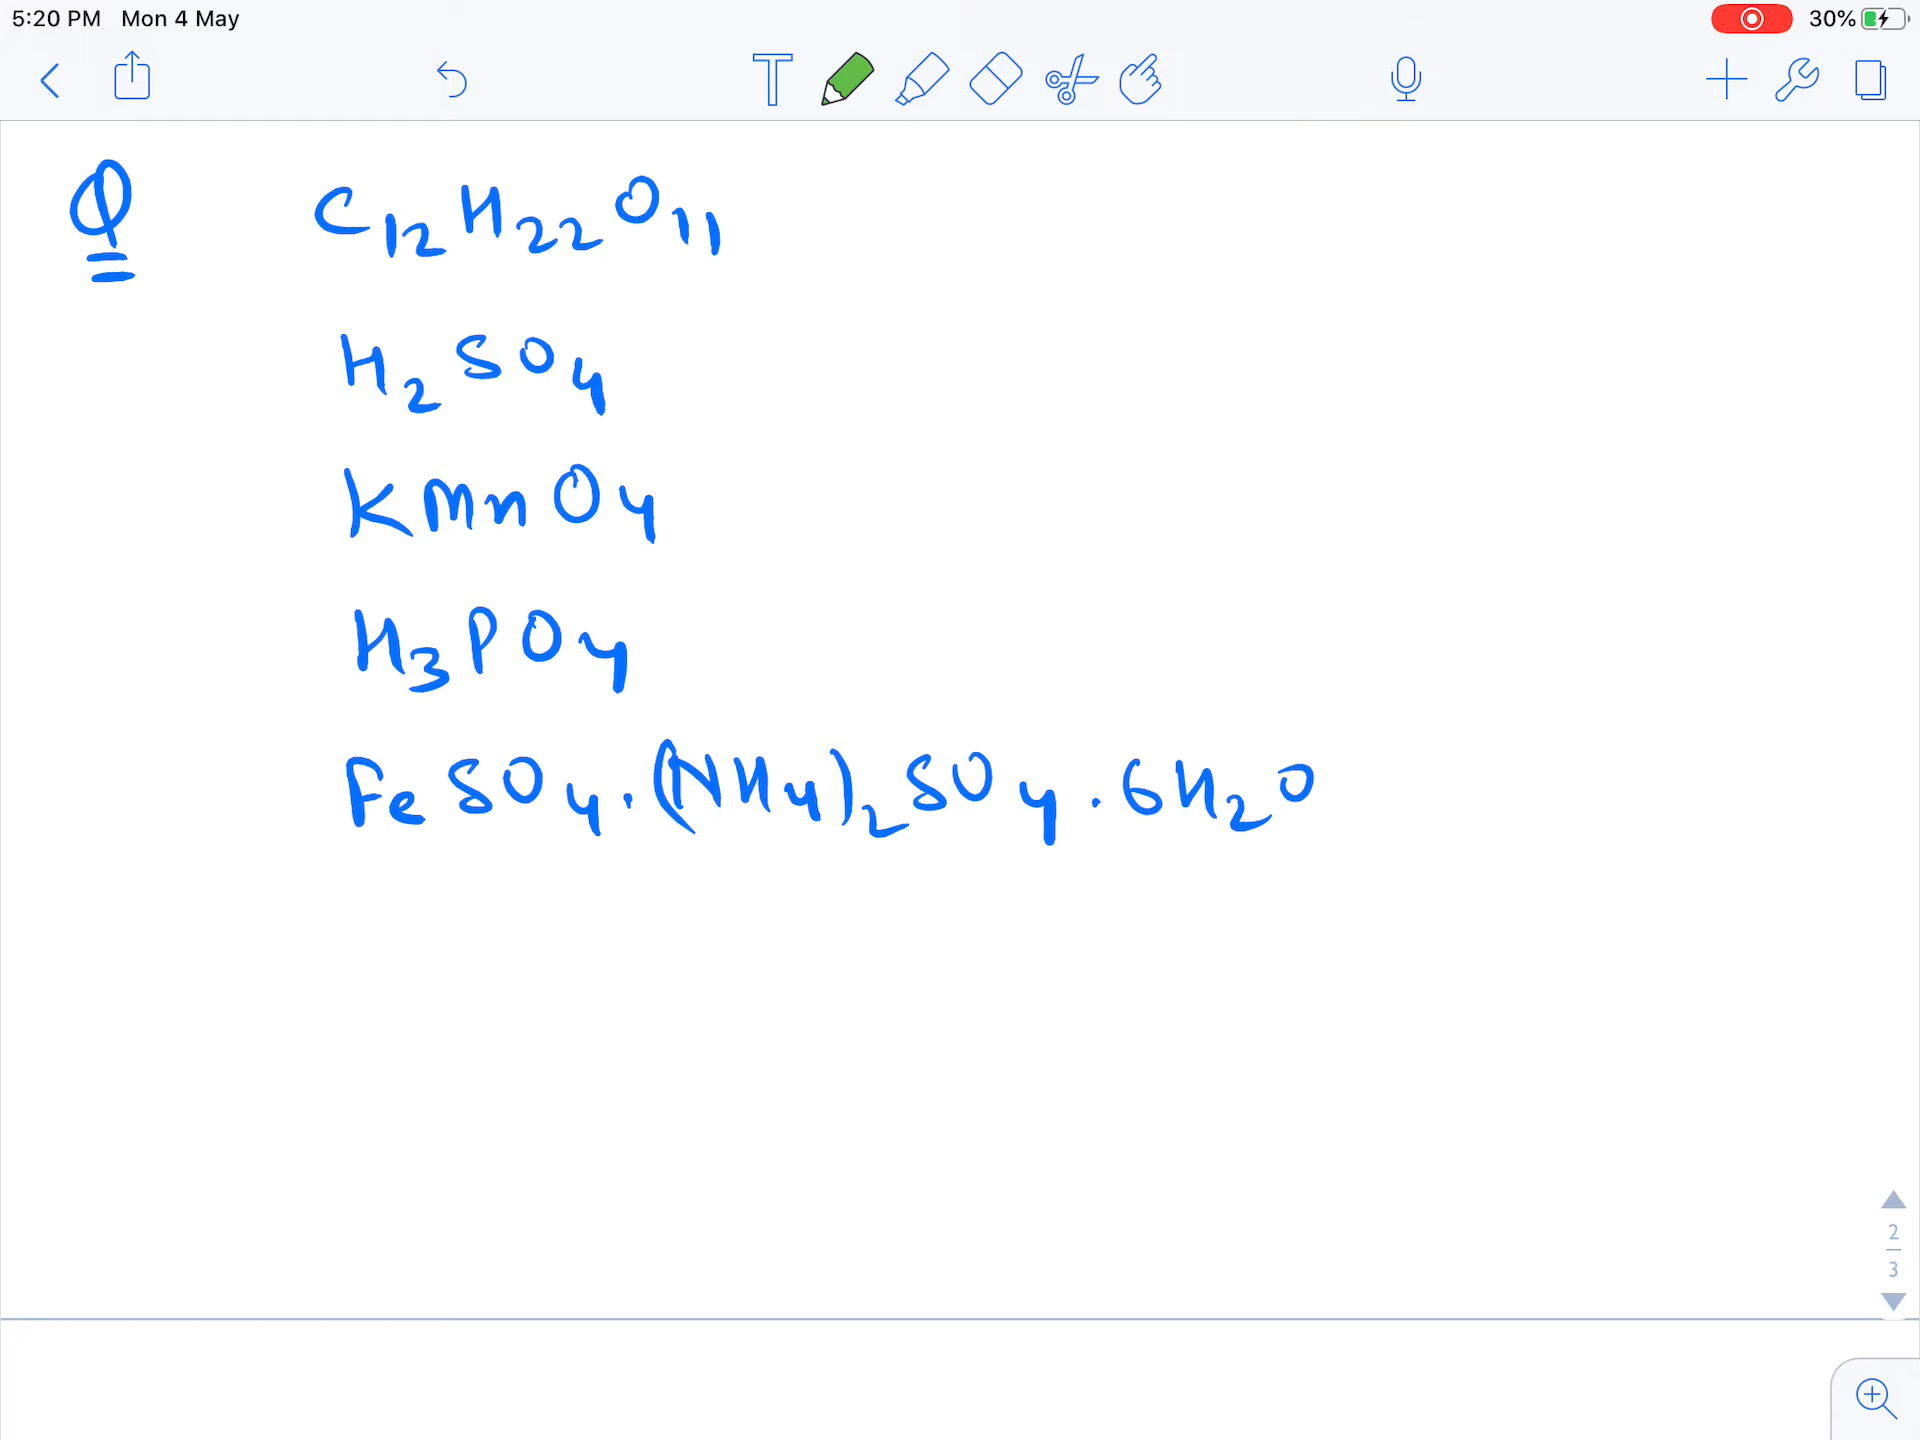 5:20 PM Mon 4 May 30%
T
Q C₁₂H₂₂O₁₁
H₂SO₄
KMnO₄
H₃PO₄
FeSO₄.(NH₄)₂SO₄.6H₂O
2
3